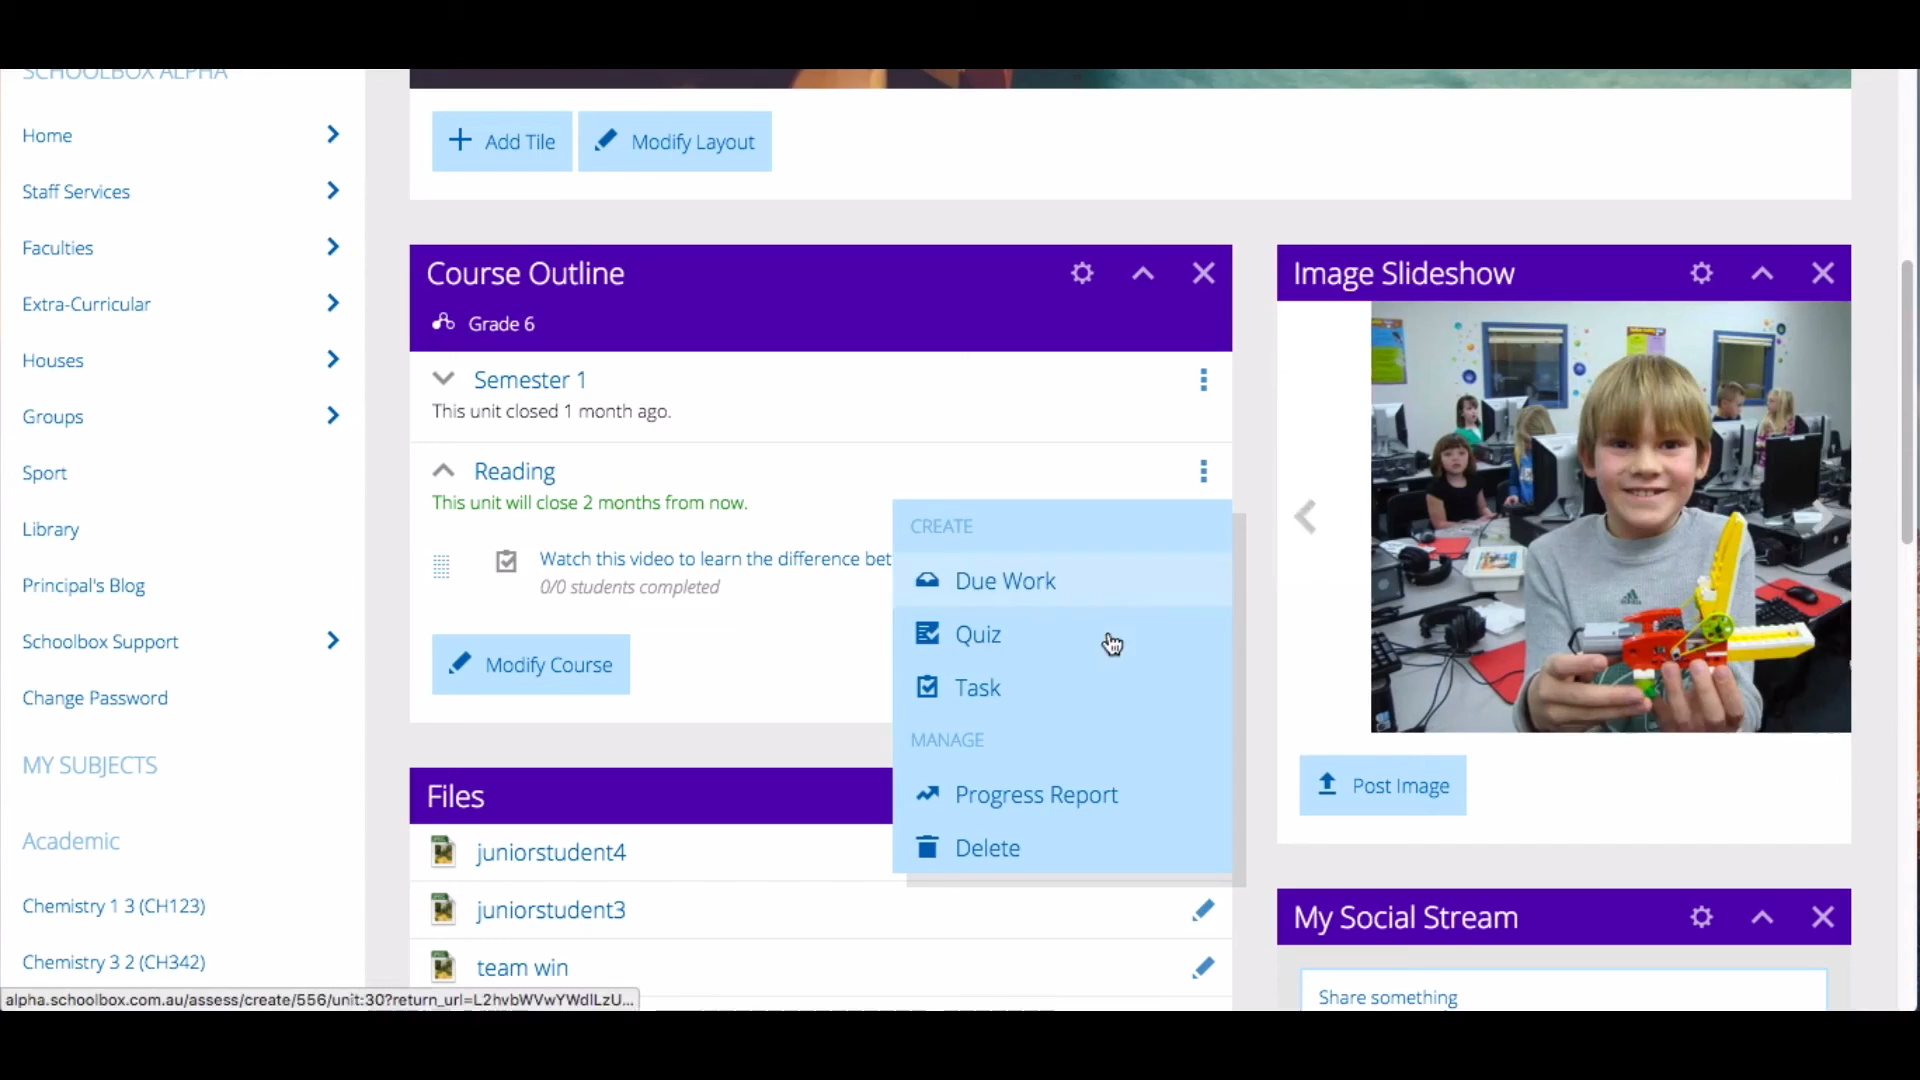 SCHOOLBOX ALPHA
Home
Staff Services
Faculties
Extra-Curricular
Houses
Groups
Sport
Library
Principal's Blog
Schoolbox Support
Change Password
MY SUBJECTS
Academic
Chemistry 1 3 (CH123)
Chemistry 3 2 (CH342)
alpha.schoolbox.com.au/assess/create/556/unit:30?return_url=L2hvbWVwYWdlLzU...
Add Tile
Modify Layout
Course Outline
Grade 6
Semester 1
This unit closed 1 month ago.
Reading
This unit will close 2 months from now.
Watch this video to learn the difference bet
0/0 students completed
Modify Course
CREATE
Due Work
Quiz
Task
MANAGE
Progress Report
Delete
Files
juniorstudent4
juniorstudent3
team win
Image Slideshow
Post Image
My Social Stream
Share something